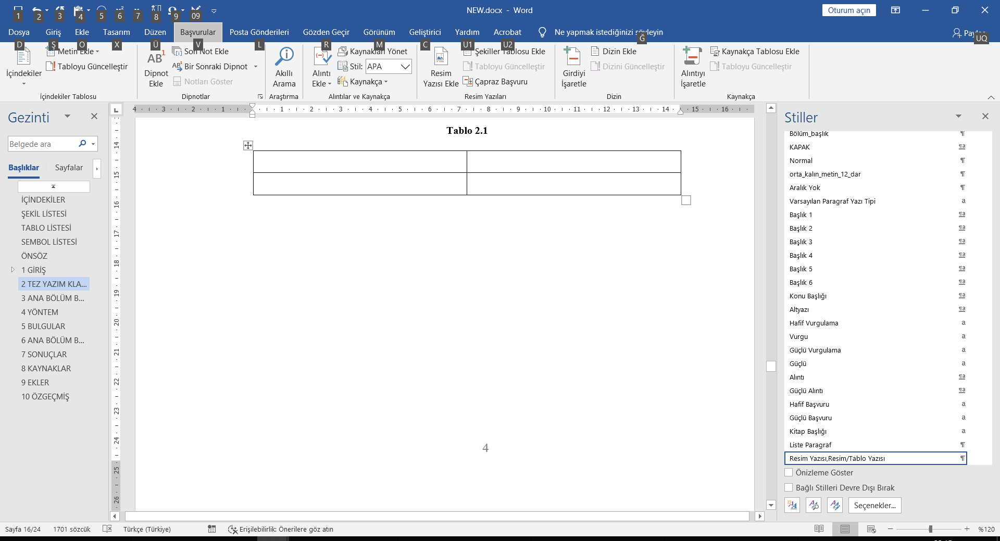 NEW.docx - Word
Oturum açın
1 2 3 4 5 6 7 8 9 09
Dosya Giriş Ekle Tasarım Düzen Başvurular Posta Gönderileri Gözden Geçir Görünüm Geliştirici Yardım Acrobat Ne yapmak istediğinizi söyleyin
D Ş O X Ü V L R M C U1 U2 Ğ UQ
İçindekiler
Metin Ekle
Tabloyu Güncelleştir
İçindekiler Tablosu
AB1
Dipnot
Ekle
Son Not Ekle
Bir Sonraki Dipnot
Notları Göster
Dipnotlar
Akıllı
Arama
Araştırma
Alıntı
Ekle
Kaynakları Yönet
Stil: APA
Kaynakça
Alıntılar ve Kaynakça
Resim
Yazısı Ekle
Şekiller Tablosu Ekle
Tabloyu Güncelleştir
Çapraz Başvuru
Resim Yazıları
Girdiyi
İşaretle
Dizin Ekle
Dizini Güncelleştir
Dizin
Alıntıyı
İşaretle
Kaynakça Tablosu Ekle
Tabloyu Güncelleştir
Kaynakça
Gezinti
Belgede ara
Başlıklar Sayfalar
İÇİNDEKİLER
ŞEKİL LİSTESİ
TABLO LİSTESİ
SEMBOL LİSTESİ
ÖNSÖZ
1 GİRİŞ
2 TEZ YAZIM KLA...
3 ANA BÖLÜM B...
4 YÖNTEM
5 BULGULAR
6 ANA BÖLÜM B...
7 SONUÇLAR
8 KAYNAKLAR
9 EKLER
10 ÖZGEÇMİŞ
4 3 2 1 1 2 3 4 5 6 7 8 9 10 11 12 13 14 15 16
14
15
16
17
18
19
20
21
22
23
24
25
26
Tablo 2.1
4
Stiller
Bölüm_başlık
KAPAK
Normal
orta_kalın_metin_12_dar
Aralık Yok
Varsayılan Paragraf Yazı Tipi
Başlık 1
Başlık 2
Başlık 3
Başlık 4
Başlık 5
Başlık 6
Konu Başlığı
Altyazı
Hafif Vurgulama
Vurgu
Güçlü Vurgulama
Güçlü
Alıntı
Güçlü Alıntı
Hafif Başvuru
Güçlü Başvuru
Kitap Başlığı
Liste Paragraf
Resim Yazısı,Resim/Tablo Yazısı
Önizleme Göster
Bağlı Stilleri Devre Dışı Bırak
Seçenekler...
Sayfa 16/24 1701 sözcük Türkçe (Türkiye) Erişilebilirlik: Önerilere göz atın %120